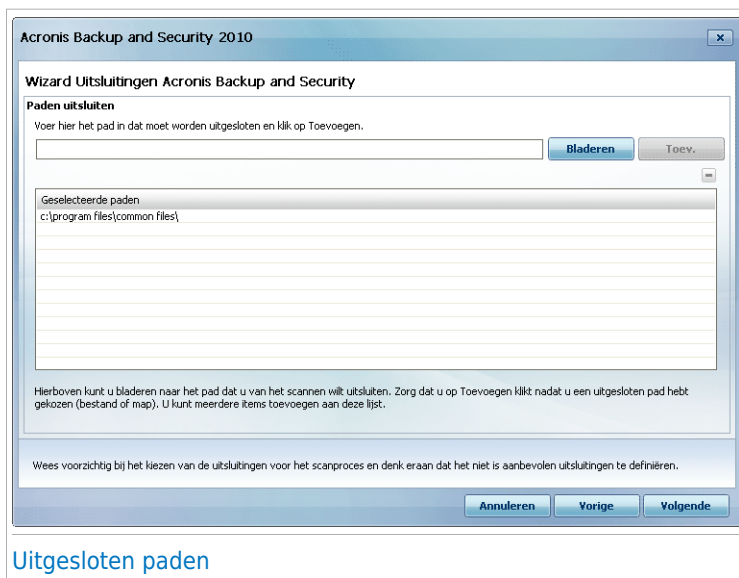 Acronis Backup and Security 2010
Wizard Uitsluitingen Acronis Backup and Security
Paden uitsluiten
Voer hier het pad in dat moet worden uitgesloten en klik op Toevoegen.
Bladeren
Toev.
Geselecteerde paden
c:\program files\common files\
Hierboven kunt u bladeren naar het pad dat u van het scannen wilt uitsluiten. Zorg dat u op Toevoegen klikt nadat u een uitgesloten pad hebt
gekozen (bestand of map). U kunt meerdere items toevoegen aan deze lijst.
Wees voorzichtig bij het kiezen van de uitsluitingen voor het scanproces en denk eraan dat het niet is aanbevolen uitsluitingen te definiëren.
Annuleren
Vorige
Volgende
Uitgesloten paden